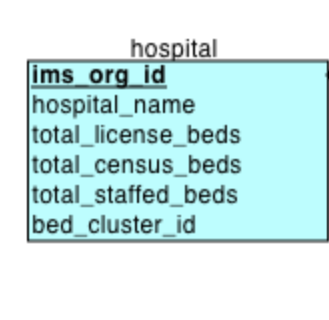 hospital
ims_org_id
hospital_name
total_license_beds
total_census_beds
total_staffed_beds
bed_cluster_id